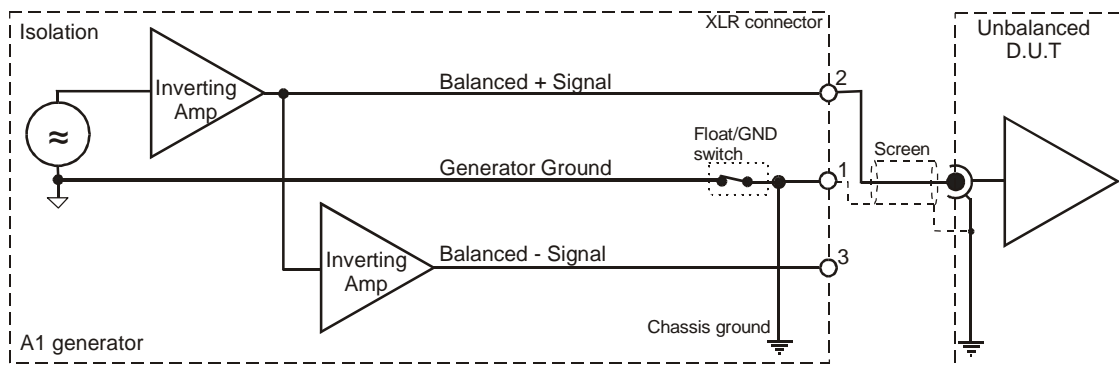 Isolation
XLR connector
Unbalanced
D.U.T
Inverting
Amp
Balanced + Signal
2
≈
Float/GND
switch
Screen
Generator Ground
1
Inverting
Amp
Balanced - Signal
3
Chassis ground
A1 generator